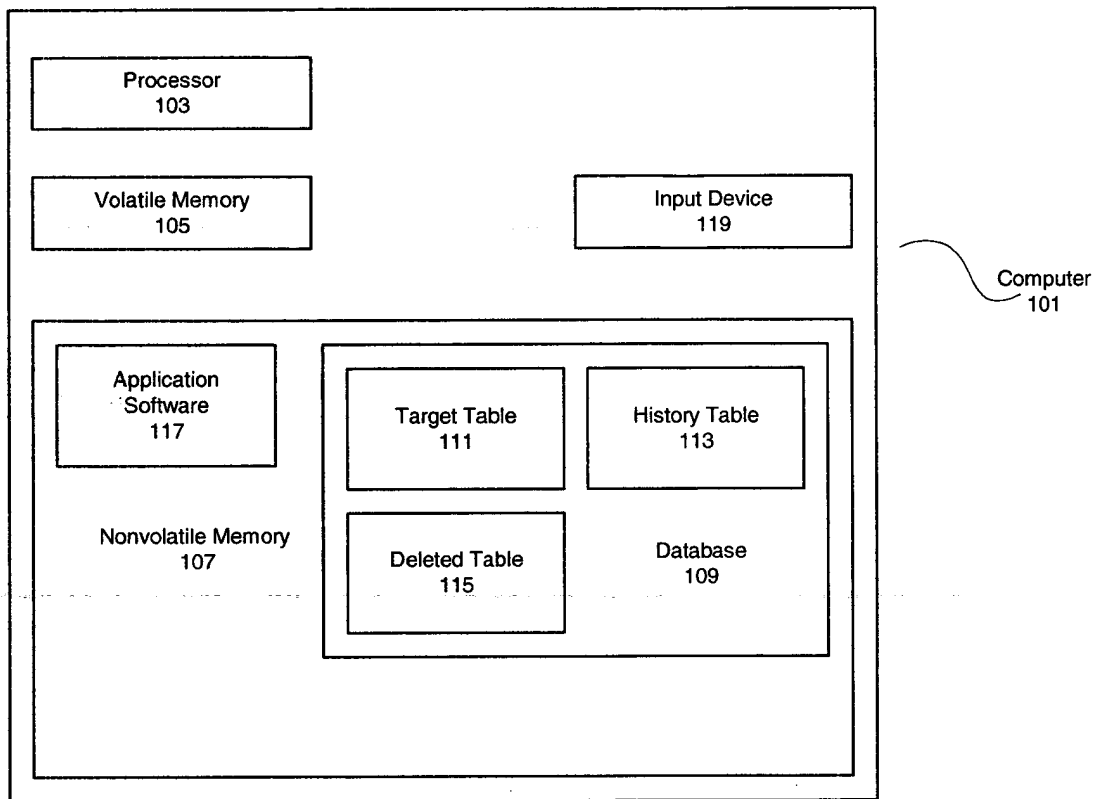 Processor
103
Volatile Memory
105
Input Device
119
Computer
101
Application
Software
117
Target Table
111
History Table
113
Nonvolatile Memory
107
Deleted Table
115
Database
109